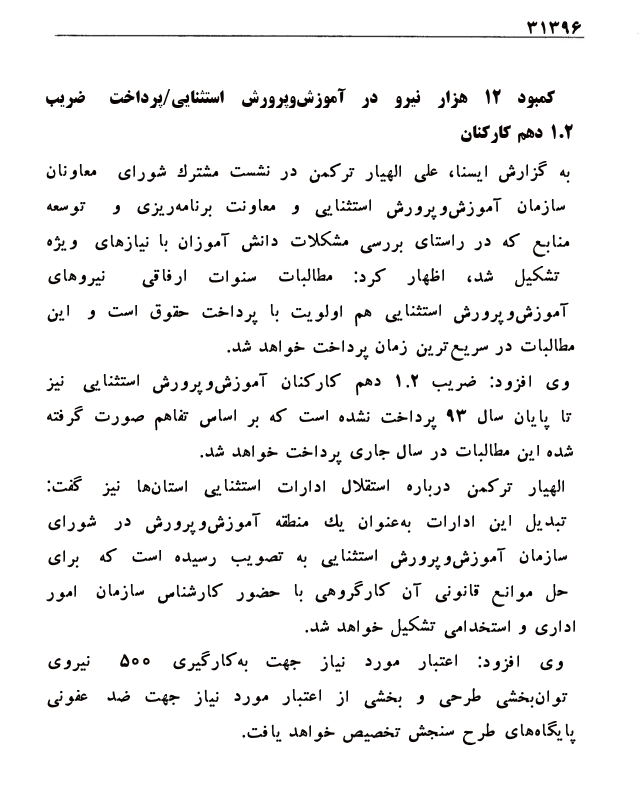 ۳۱۳۹۶
کمبود ۱۲ هزار نیرو در آموزش‌وپرورش استثنایی/پرداخت ضریب
۱.۲ دهم کارکنان
به گزارش ایسنا، علی الهیار ترکمن در نشست مشترك شورای معاونان
سازمان آموزش‌وپرورش استثنایی و معاونت برنامه‌ریزی و توسعه
منابع که در راستای بررسی مشکلات دانش آموزان با نیازهای ویژه
تشکیل شد، اظهار کرد: مطالبات سنوات ارفاقی نیروهای
آموزش‌وپرورش استثنایی هم اولویت با پرداخت حقوق است و این
مطالبات در سریع‌ترین زمان پرداخت خواهد شد.
وی افزود: ضریب ۱.۲ دهم کارکنان آموزش‌وپرورش استثنایی نیز
تا پایان سال ۹۳ پرداخت نشده است که بر اساس تفاهم صورت گرفته
شده این مطالبات در سال جاری پرداخت خواهد شد.
الهیار ترکمن درباره استقلال ادارات استثنایی استان‌ها نیز گفت:
تبدیل این ادارات به‌عنوان یك منطقه آموزش‌وپرورش در شورای
سازمان آموزش‌وپرورش استثنایی به تصویب رسیده است که برای
حل موانع قانونی آن کارگروهی با حضور کارشناس سازمان امور
اداری و استخدامی تشکیل خواهد شد.
وی افزود: اعتبار مورد نیاز جهت به‌کارگیری ۵۰۰ نیروی
توان‌بخشی طرحی و بخشی از اعتبار مورد نیاز جهت ضد عفونی
پایگاه‌های طرح سنجش تخصیص خواهد یافت.